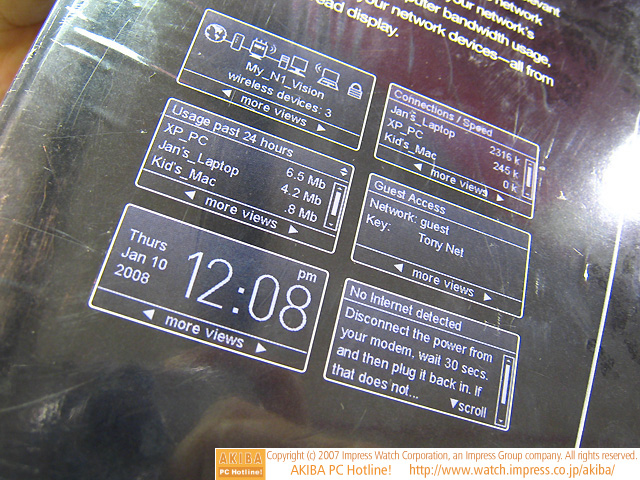 network
your network's
bandwidth usage,
your network devices—all from
display.
My_N1_Vision
wireless devices: 3
◀ more views ▶
Connections / Speed
Jan's_Laptop
XP_PC 2316 k
Kid's_Mac 245 k
0 k
◀ more views ▶
Usage past 24 hours
XP_PC 6.5 Mb
Jan's_Laptop 4.2 Mb
Kid's_Mac .8 Mb
◀ more views ▶
Guest Access
Network: guest
Key: Tony Net
◀ more views ▶
Thurs
Jan 10
2008
12:08 pm
◀ more views ▶
No Internet detected
Disconnect the power from
your modem, wait 30 secs,
and then plug it back in. If
that does not...
▼scroll
AKIBA
PC Hotline!
Copyright (c) 2007 Impress Watch Corporation, an Impress Group company. All rights reserved.
AKIBA PC Hotline! http://www.watch.impress.co.jp/akiba/